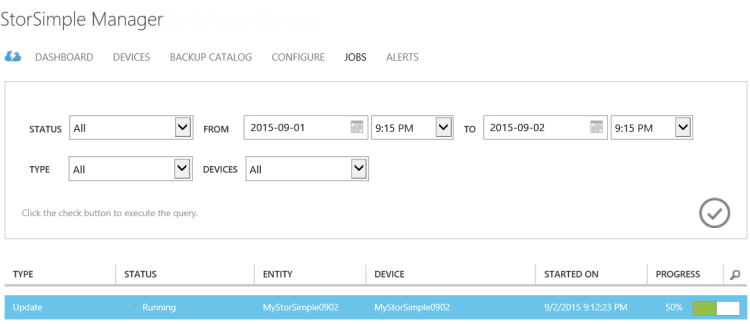 StorSimple Manager
DASHBOARD DEVICES BACKUP CATALOG CONFIGURE JOBS ALERTS
STATUS All FROM 2015-09-01 9:15 PM TO 2015-09-02 9:15 PM
TYPE All DEVICES All
Click the check button to execute the query.
TYPE STATUS ENTITY DEVICE STARTED ON PROGRESS
Update Running MyStorSimple0902 MyStorSimple0902 9/2/2015 9:12:23 PM 50%